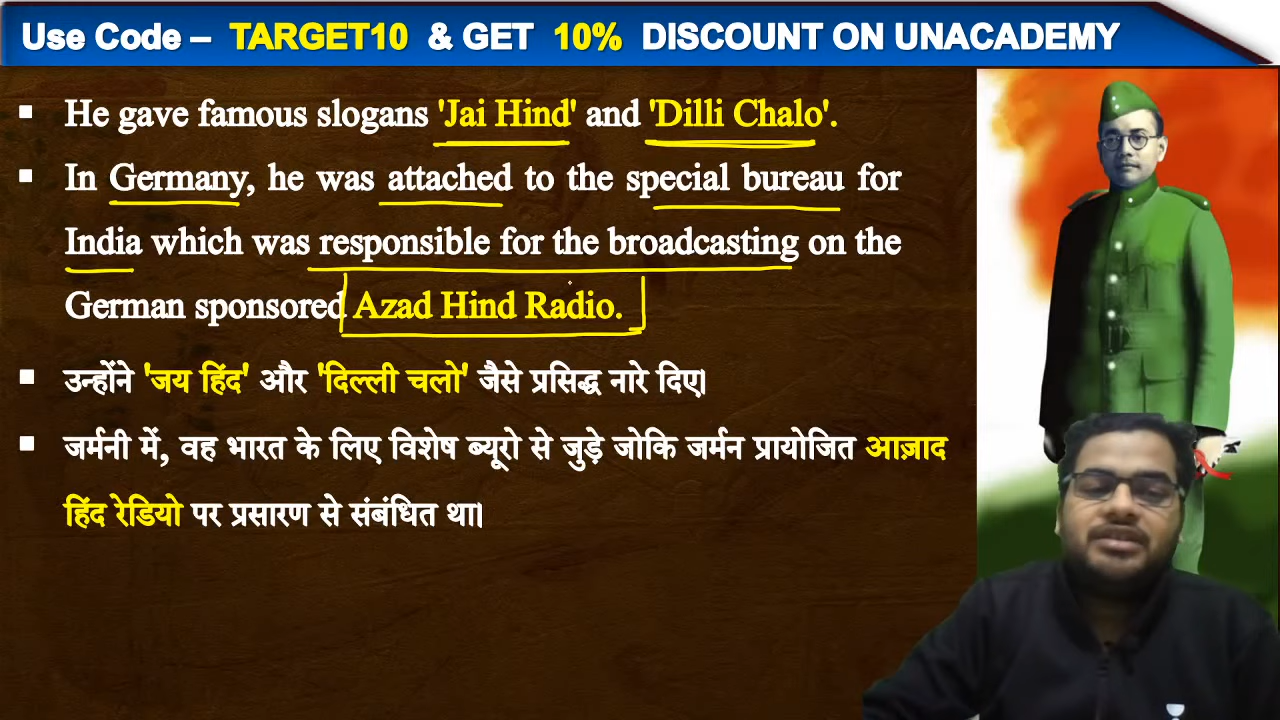 Use Code – TARGET10 & GET 10% DISCOUNT ON UNACADEMY
▪ He gave famous slogans 'Jai Hind' and 'Dilli Chalo'.
▪ In Germany, he was attached to the special bureau for
India which was responsible for the broadcasting on the
German sponsored Azad Hind Radio.
▪ उन्होंने 'जय हिंद' और 'दिल्ली चलो' जैसे प्रसिद्ध नारे दिए।
▪ जर्मनी में, वह भारत के लिए विशेष ब्यूरो से जुड़े जोकि जर्मन प्रायोजित आज़ाद
हिंद रेडियो पर प्रसारण से संबंधित था।